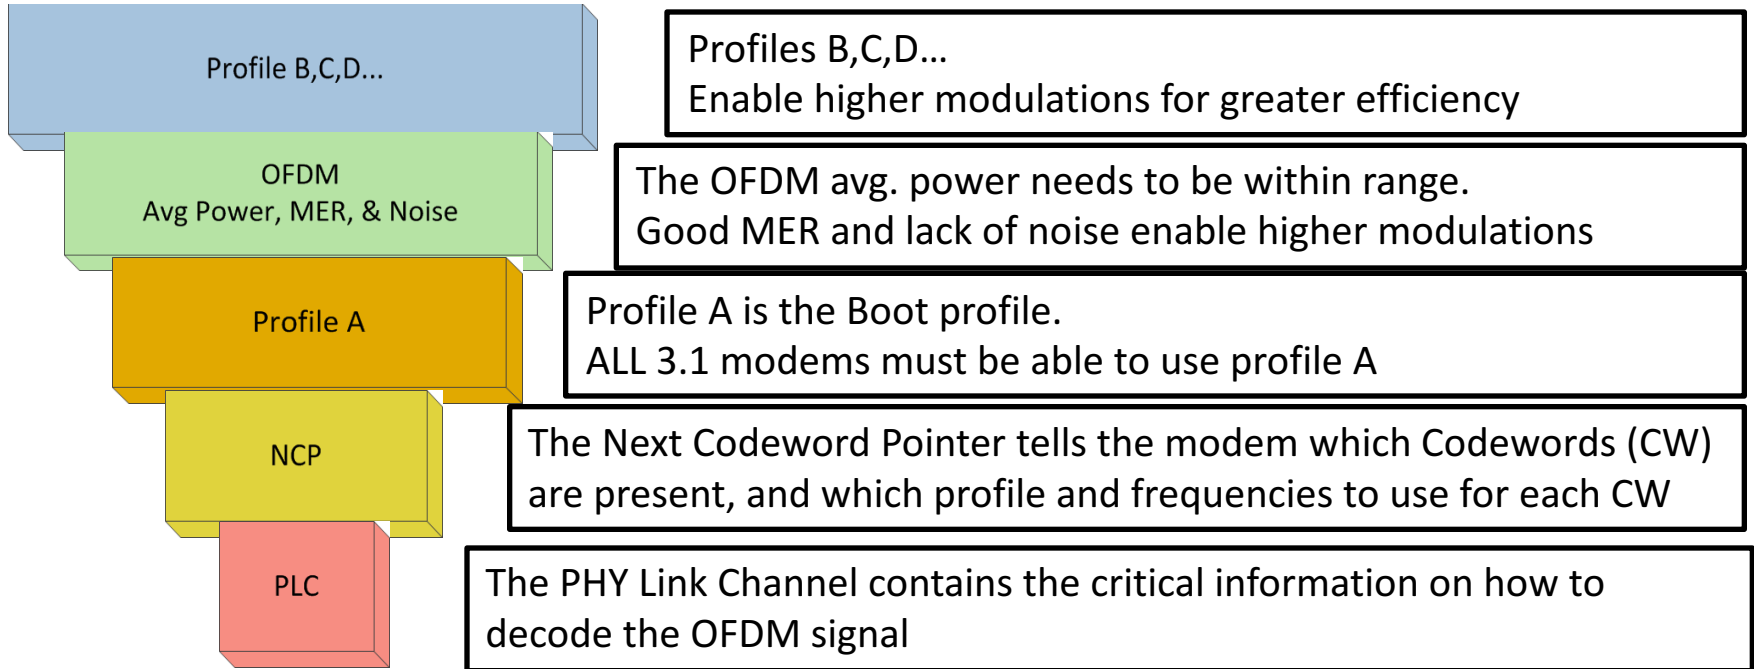 Profile B,C,D...
Profiles B,C,D...
Enable higher modulations for greater efficiency
OFDM
Avg Power, MER, & Noise
The OFDM avg. power needs to be within range.
Good MER and lack of noise enable higher modulations
Profile A
Profile A is the Boot profile.
ALL 3.1 modems must be able to use profile A
NCP
The Next Codeword Pointer tells the modem which Codewords (CW)
are present, and which profile and frequencies to use for each CW
PLC
The PHY Link Channel contains the critical information on how to
decode the OFDM signal